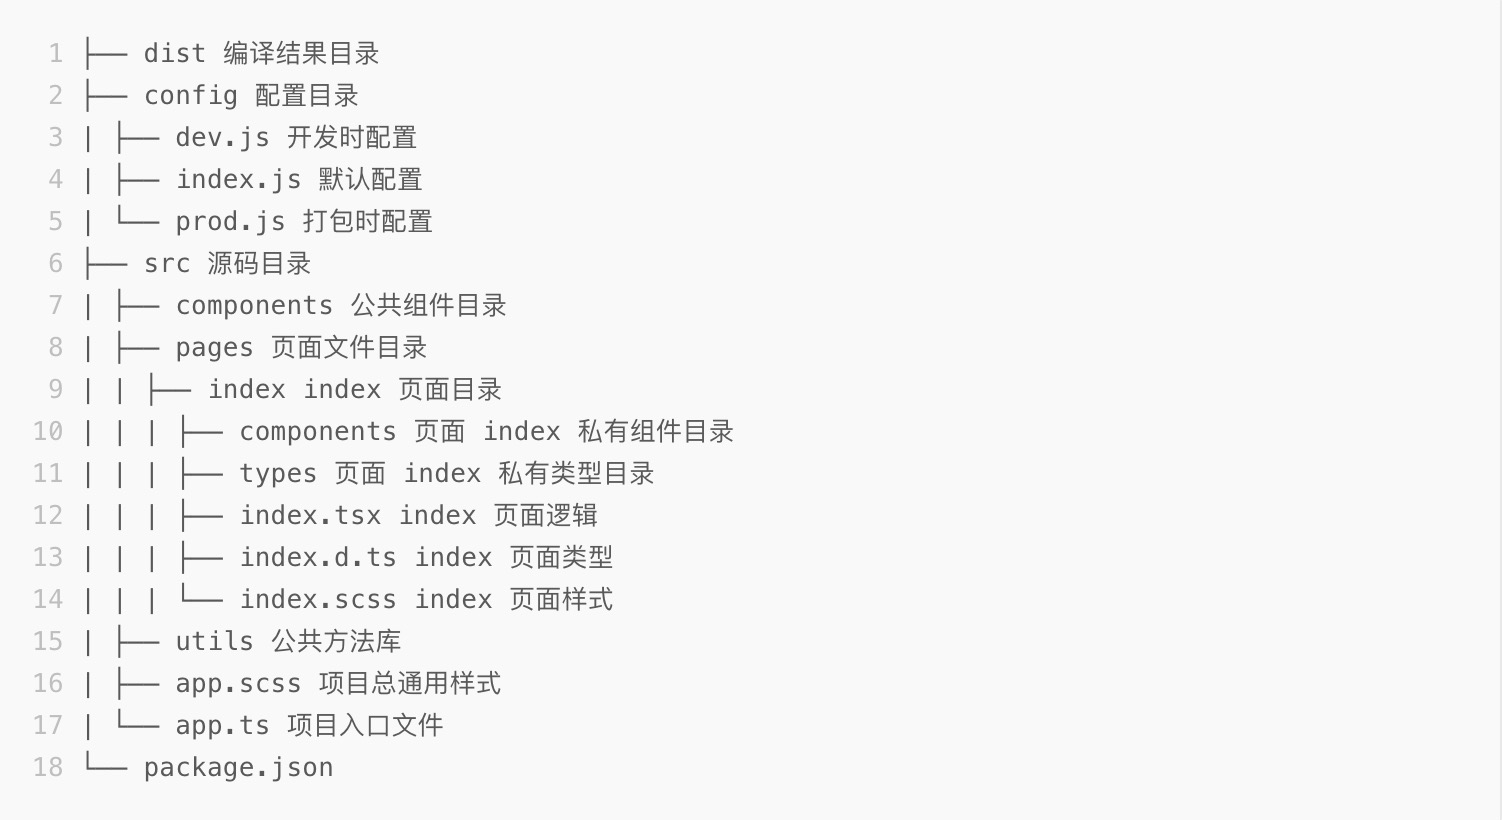 1 ├── dist 编译结果目录
2 ├── config 配置目录
3 | ├── dev.js 开发时配置
4 | ├── index.js 默认配置
5 | └── prod.js 打包时配置
6 ├── src 源码目录
7 | ├── components 公共组件目录
8 | ├── pages 页面文件目录
9 | | ├── index index 页面目录
10 | | | ├── components 页面 index 私有组件目录
11 | | | ├── types 页面 index 私有类型目录
12 | | | ├── index.tsx index 页面逻辑
13 | | | ├── index.d.ts index 页面类型
14 | | | └── index.scss index 页面样式
15 | ├── utils 公共方法库
16 | ├── app.scss 项目总通用样式
17 | └── app.ts 项目入口文件
18 └── package.json